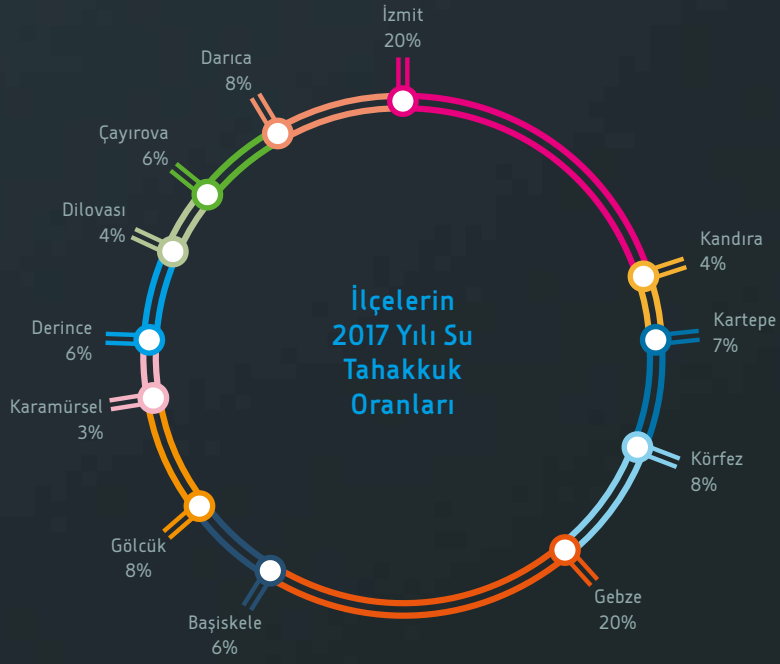 İzmit
20%
Kandıra
4%
Kartepe
7%
Körfez
8%
Gebze
20%
Başiskele
6%
Gölcük
8%
Karamürsel
3%
Derince
6%
Dilovası
4%
Çayırova
6%
Darıca
8%
İlçelerin
2017 Yılı Su
Tahakkuk
Oranları